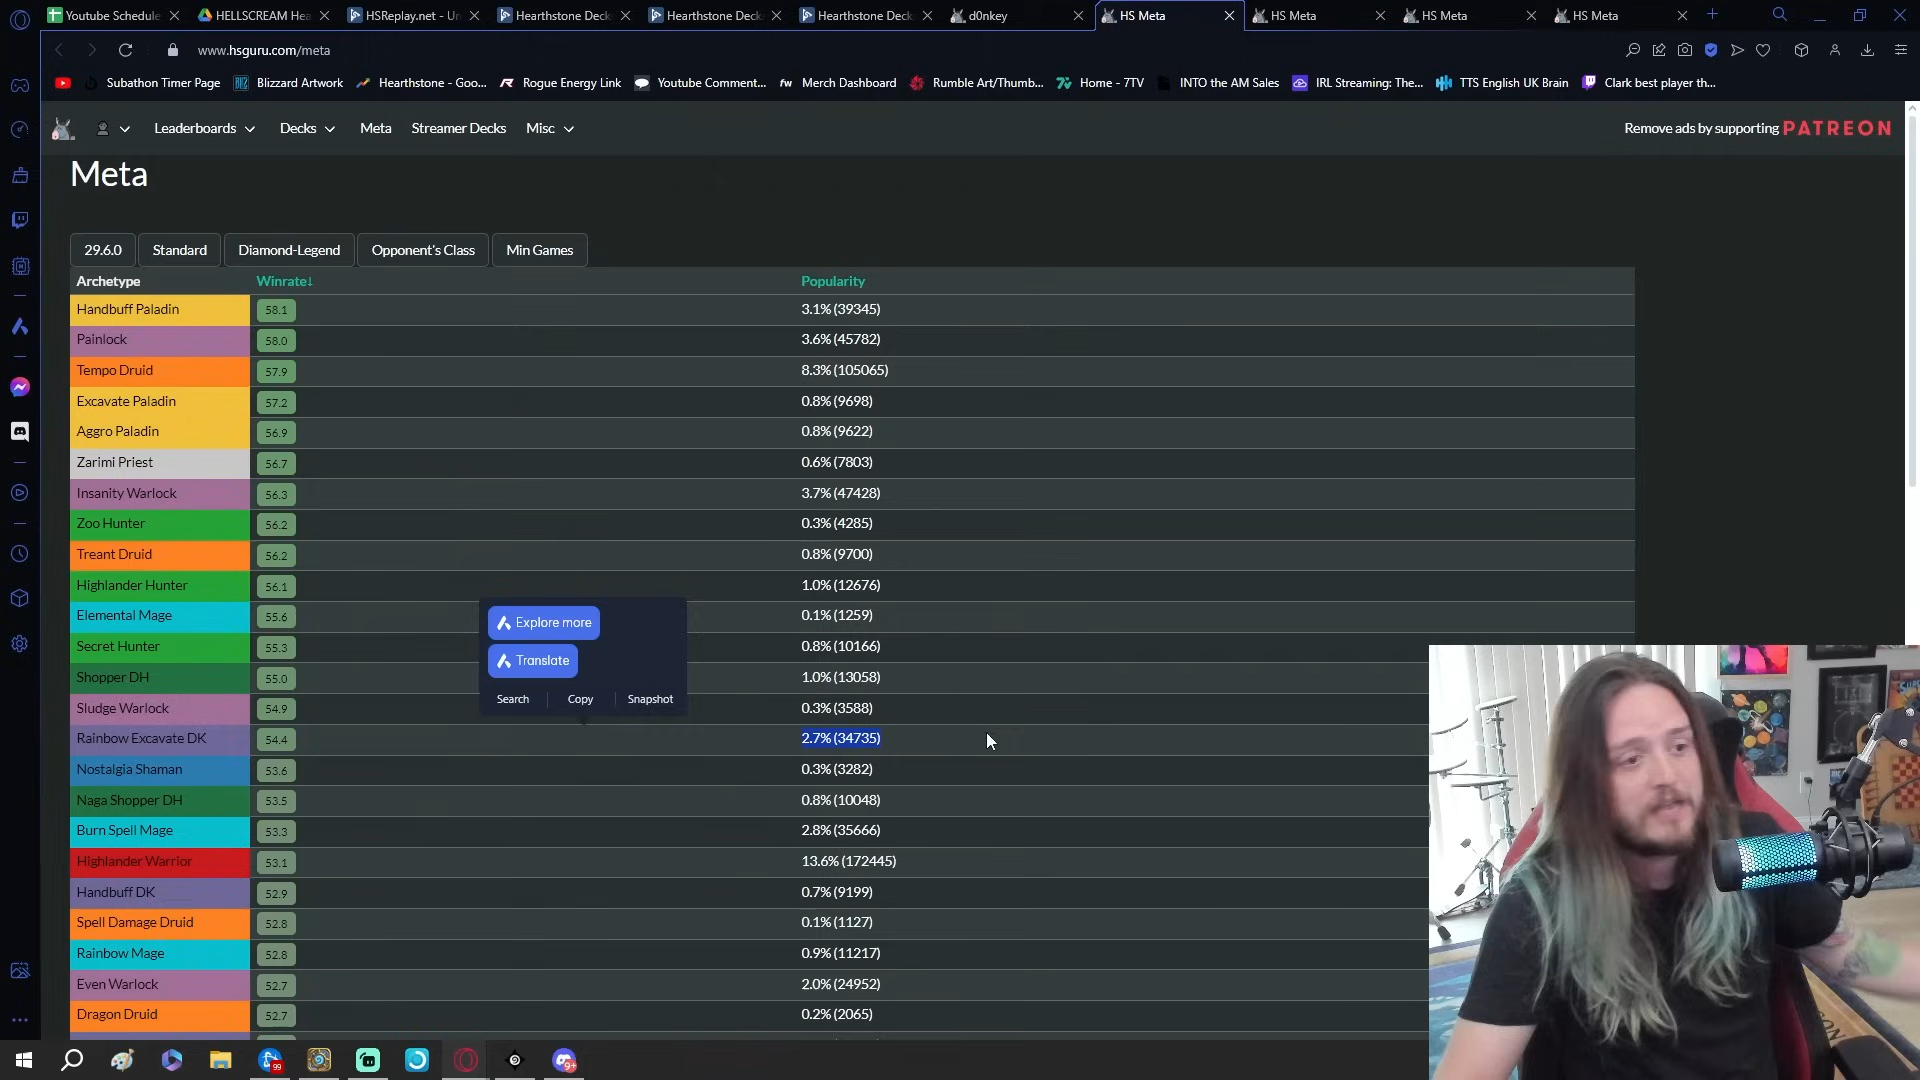 Youtube Schedule
HELLSCREAM Hea
HSReplay.net - Un
Hearthstone Deck
Hearthstone Deck
Hearthstone Deck
d0nkey
HS Meta
HS Meta
HS Meta
HS Meta
www.hsguru.com/meta
Subathon Timer Page
Blizzard Artwork
Hearthstone - Goo...
Rogue Energy Link
Youtube Comment...
fw Merch Dashboard
Rumble Art/Thumb...
Home - 7TV
INTO the AM Sales
IRL Streaming: The...
TTS English UK Brain
Clark best player th...
Leaderboards
Decks
Meta
Streamer Decks
Misc
Remove ads by supporting PATREON
Meta
29.6.0
Standard
Diamond-Legend
Opponent's Class
Min Games
Archetype Winrate↓ Popularity
Handbuff Paladin 58.1 3.1% (39345)
Painlock 58.0 3.6% (45782)
Tempo Druid 57.9 8.3% (105065)
Excavate Paladin 57.2 0.8% (9698)
Aggro Paladin 56.9 0.8% (9622)
Zarimi Priest 56.7 0.6% (7803)
Insanity Warlock 56.3 3.7% (47428)
Zoo Hunter 56.2 0.3% (4285)
Treant Druid 56.2 0.8% (9700)
Highlander Hunter 56.1 1.0% (12676)
Elemental Mage 55.6 0.1% (1259)
Secret Hunter 55.3 0.8% (10166)
Shopper DH 55.0 1.0% (13058)
Sludge Warlock 54.9 0.3% (3588)
Rainbow Excavate DK 54.4 2.7% (34735)
Nostalgia Shaman 53.6 0.3% (3282)
Naga Shopper DH 53.5 0.8% (10048)
Burn Spell Mage 53.3 2.8% (35666)
Highlander Warrior 53.1 13.6% (172445)
Handbuff DK 52.9 0.7% (9199)
Spell Damage Druid 52.8 0.1% (1127)
Rainbow Mage 52.8 0.9% (11217)
Even Warlock 52.7 2.0% (24952)
Dragon Druid 52.7 0.2% (2065)
Explore more
Translate
Search
Copy
Snapshot
99
9+